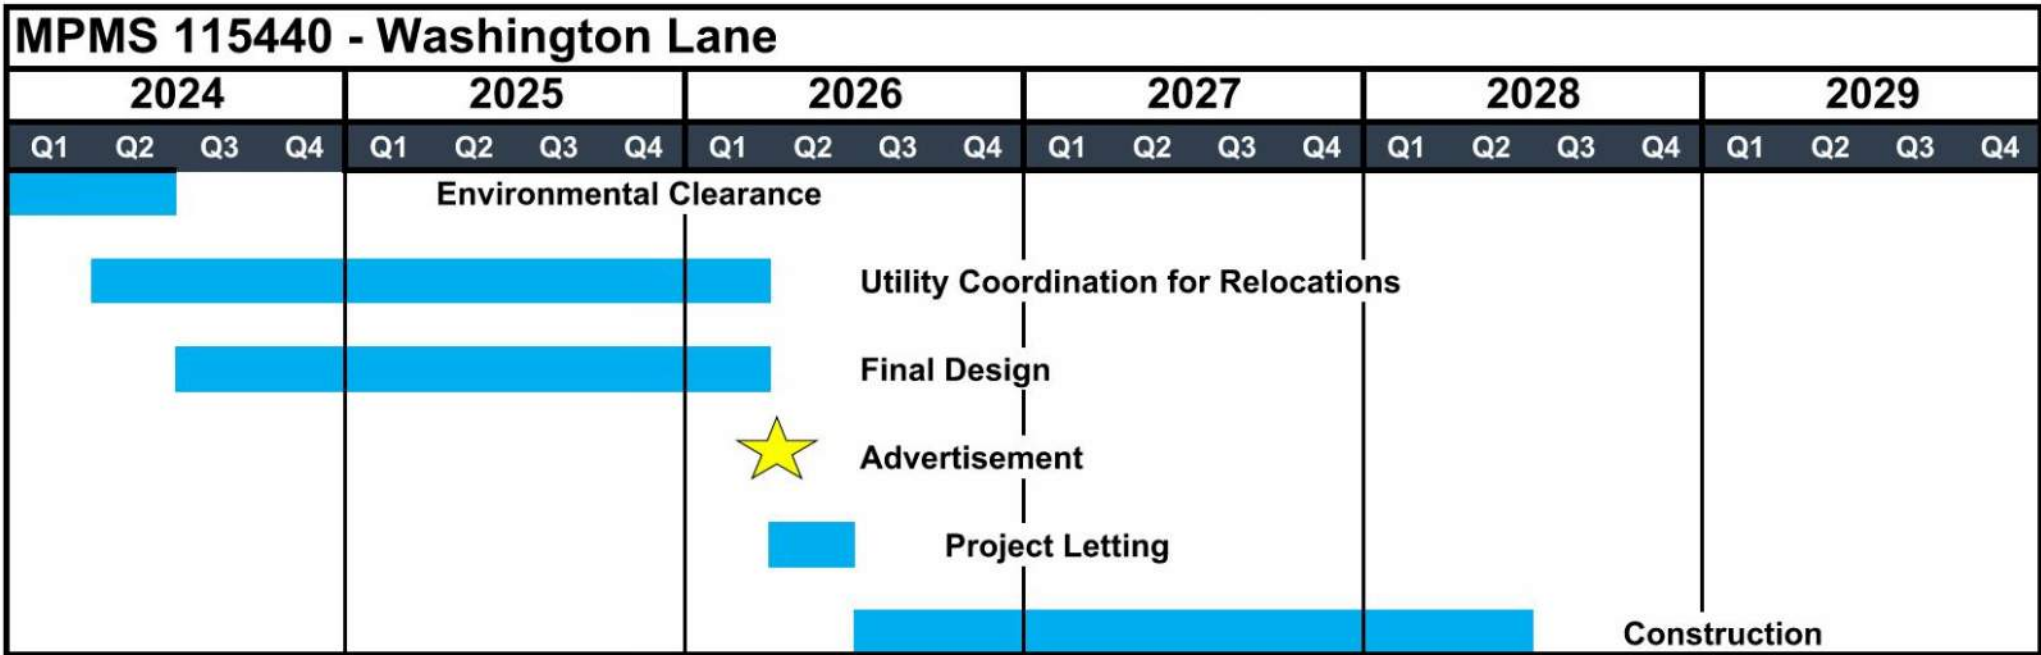 MPMS 115440 - Washington Lane
2024 2025 2026 2027 2028 2029
Q1 Q2 Q3 Q4 Q1 Q2 Q3 Q4 Q1 Q2 Q3 Q4 Q1 Q2 Q3 Q4 Q1 Q2 Q3 Q4 Q1 Q2 Q3 Q4
Environmental Clearance
Utility Coordination for Relocations
Final Design
Advertisement
Project Letting
Construction